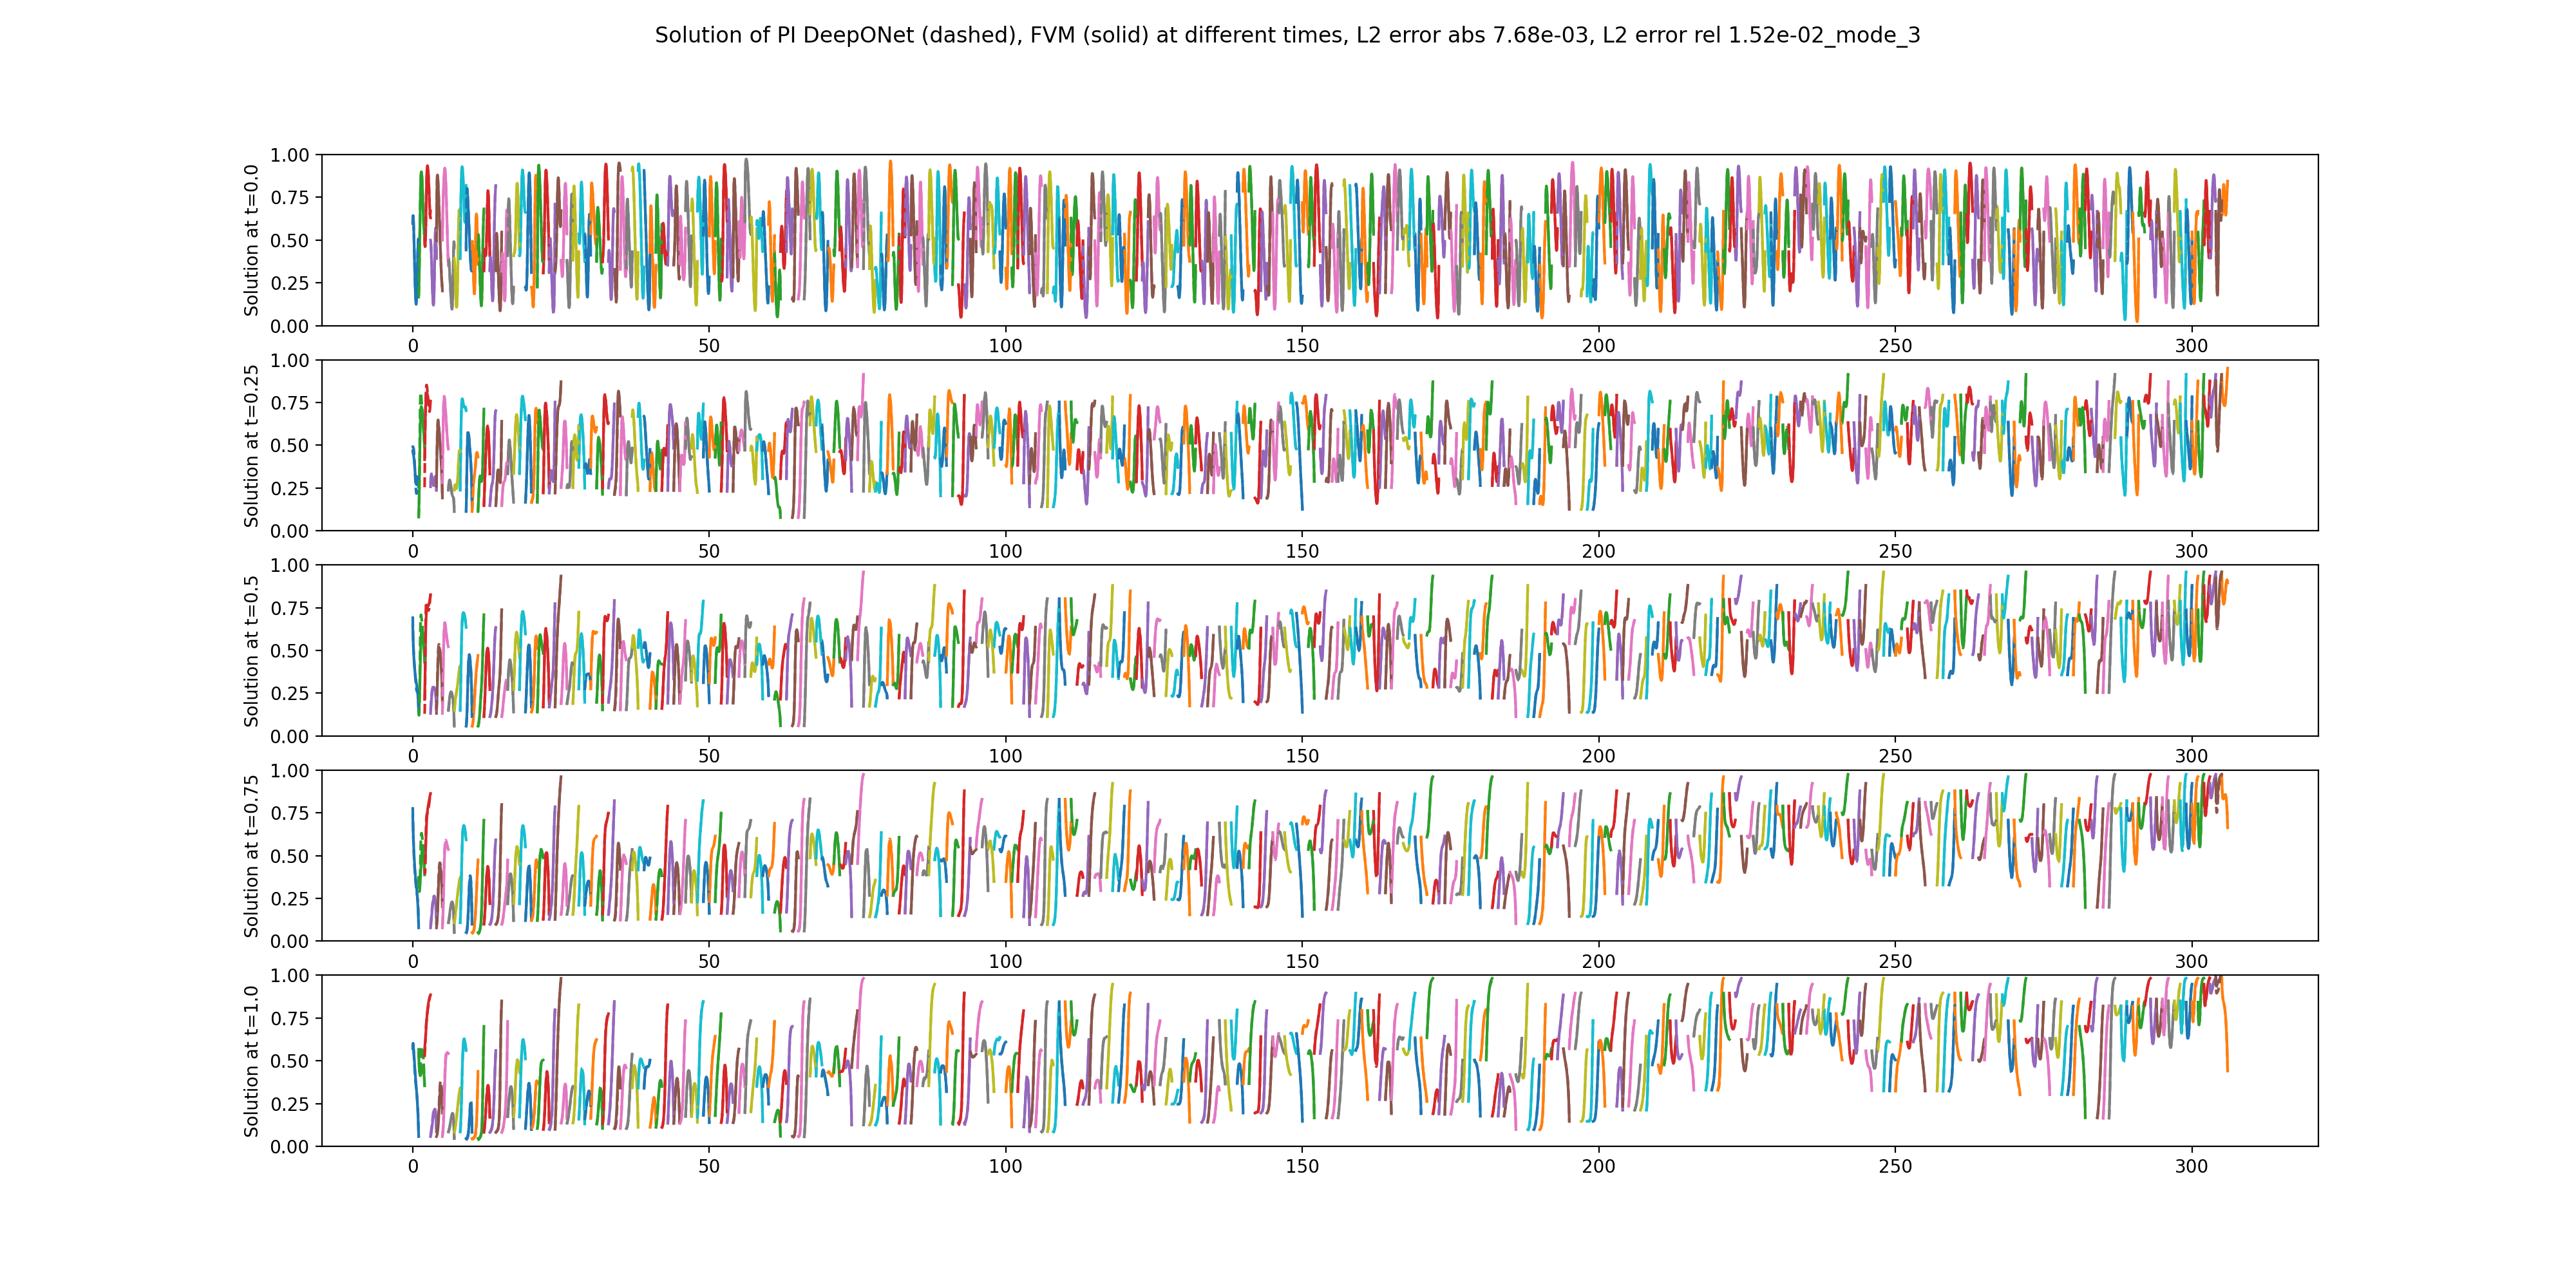 Solution of PI DeepONet (dashed), FVM (solid) at different times, L2 error abs 7.68e-03, L2 error rel 1.52e-02_mode_3
Solution at t=0.0
1.00
0.75
0.50
0.25
0.00
0 50 100 150 200 250 300
Solution at t=0.25
1.00
0.75
0.50
0.25
0.00
0 50 100 150 200 250 300
Solution at t=0.5
1.00
0.75
0.50
0.25
0.00
0 50 100 150 200 250 300
Solution at t=0.75
1.00
0.75
0.50
0.25
0.00
0 50 100 150 200 250 300
Solution at t=1.0
1.00
0.75
0.50
0.25
0.00
0 50 100 150 200 250 300